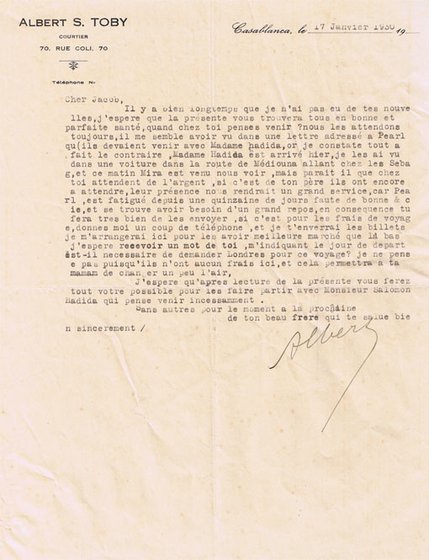 ALBERT S. TOBY
COURTIER
70, RUE COLI, 70
Téléphone No
Casablanca, le 17 Janvier 1930 19
Cher Jacob,
Il y a bien longtemps que je n'ai pas eu de tes nouve
lles,j'espere que la présente vous trouvera tous en bonne et
parfaite santé,quand chez toi penses venir ?nous les attendons
toujours,il me semble avoir vu dans une lettre adressé a Pearl
qu(ils devaient venir avec Madame hadida,or je constate tout a
fait le contraire ,Madame Hadida est arrivé hier,je les ai vu
dans une voiture dans la route de Médiouna allant chez les Seba
g,et ce matin Mira est venu nous voir ,mais parait il que chez
toi attendent de l'argent ,si c'est de ton père ils ont encore
a attendre,leur présence nous rendrait un grand service,car Pea
rl ,est fatigué depuis une quinzaine de jours faute de bonne & c
ie,et se trouve avoir besoin d'un grand repos,en conséquence tu
fera tres bien de les envoyer ,si c'est pour les frais de voyag
e,donnes moi un coup de téléphone ,et je t'enverrai les billets
je m'arrangerai ici pour les avoir meilleure marché que là bas
j'espere recevoir un mot de toi ,m'indiquant le jour de départ
est-il necessaire de demander Londres pour ce voyage? je ne pens
e pas puisqu'ils n'ont aucun frais ici,et cela permettra a ta
mamam de changer un peu l'air,
J'espere qu'apres lecture de la présente vous ferez
tout votre possible pour les faire partir avec Monsieur Salomon
Hadida qui pense venir incessamment .
Dans autres pour le moment a la prochaine
de ton beau frere qui te salue bie
n sincerement /
Albert